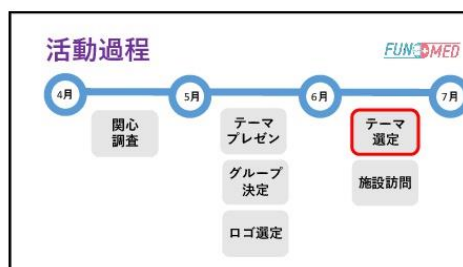 活動過程
FUN MED
4月
5月
6月
7月
関心
調査
テーマ
プレゼン
グループ
決定
ロゴ選定
テーマ
選定
施設訪問